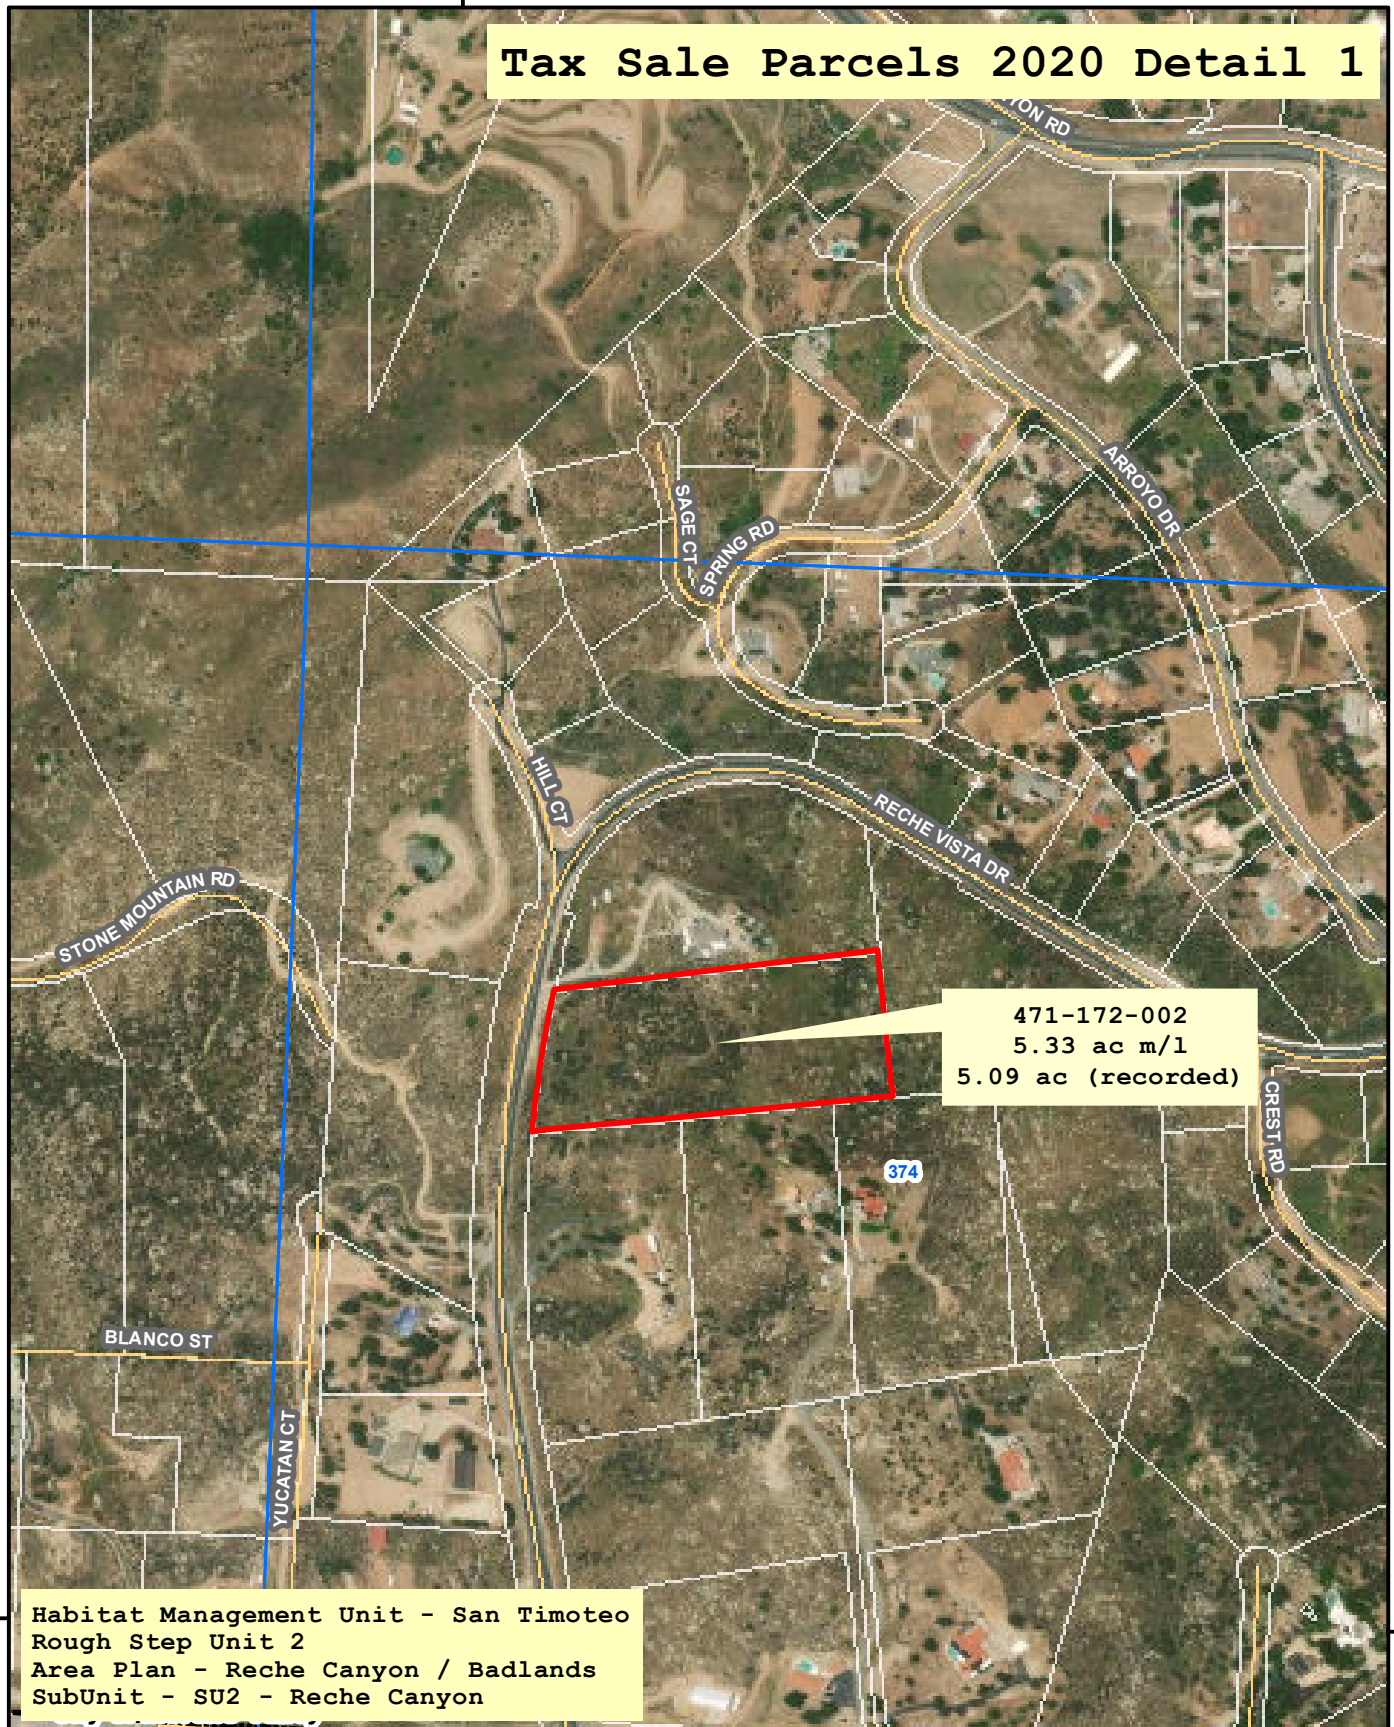 Tax Sale Parcels 2020 Detail 1
RD
SAGE CT
SPRING RD
ARROYO DR
HILL CT
RECHE VISTA DR
STONE MOUNTAIN RD
471-172-002
5.33 ac m/l
5.09 ac (recorded)
CREST RD
374
BLANCO ST
YUCATAN CT
Habitat Management Unit - San Timoteo
Rough Step Unit 2
Area Plan - Reche Canyon / Badlands
SubUnit - SU2 - Reche Canyon